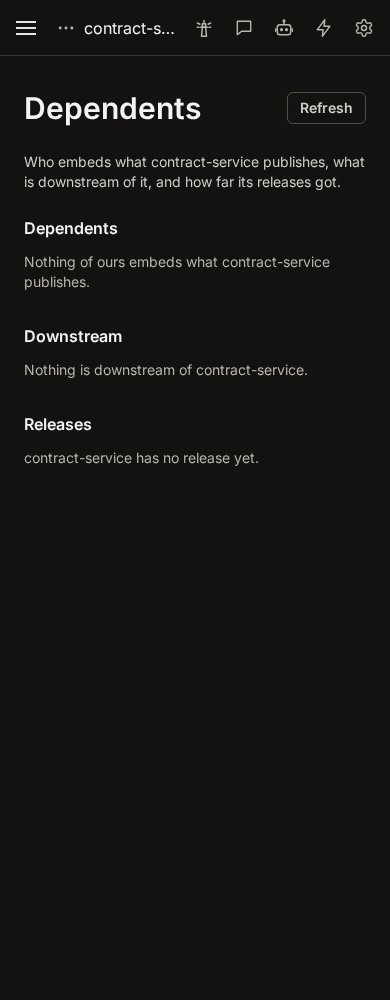 contract-s...
Dependents
Refresh
Who embeds what contract-service publishes, what
is downstream of it, and how far its releases got.
Dependents
Nothing of ours embeds what contract-service
publishes.
Downstream
Nothing is downstream of contract-service.
Releases
contract-service has no release yet.